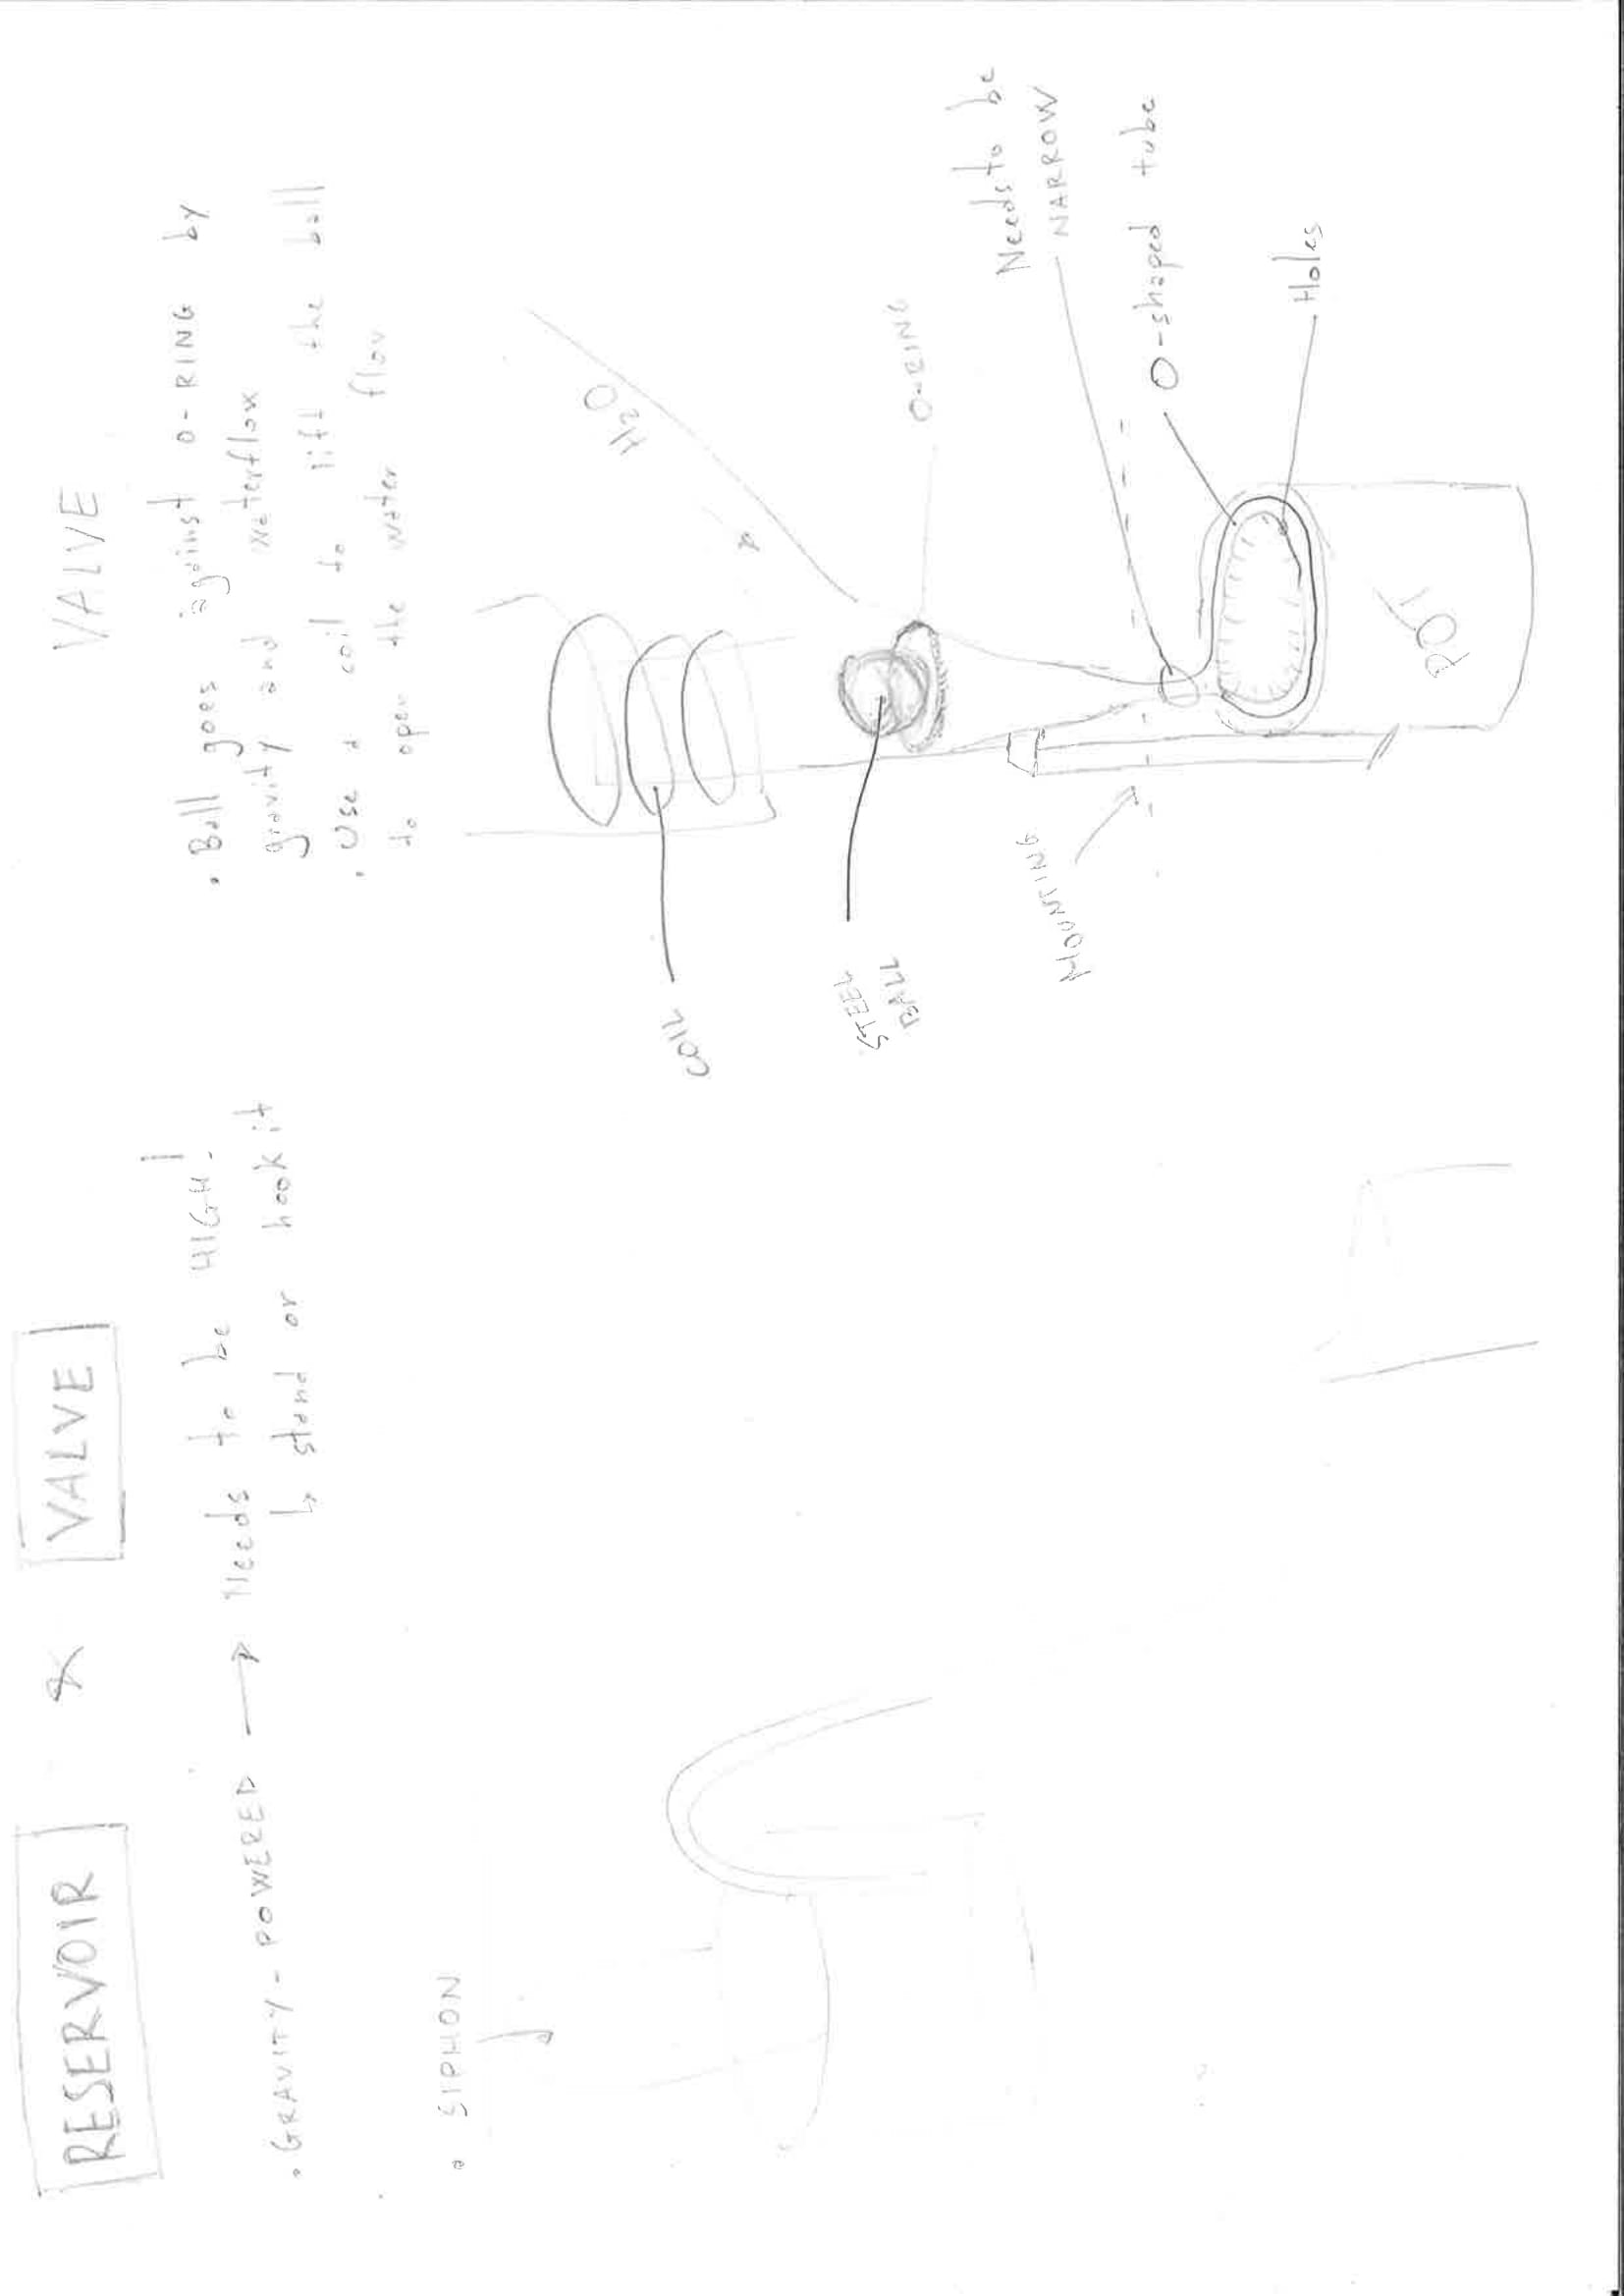 RESERVOIR & VALVE
• GRAVITY-POWERED → Needs to be HIGH!
↳ stand or hook it
• SIPHON
VALVE
• Ball goes against O-RING by
gravity and waterflow
• Use a coil to lift the ball
to open the water flow
COIL
H2O
STEEL
BALL
O-RING
MOUNTING
Needs to be
NARROW
O-shaped tube
Holes
POT